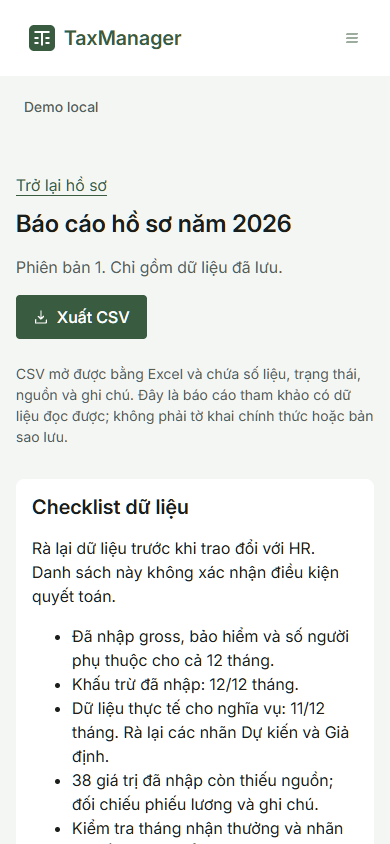 TaxManager
Demo local
Trở lại hồ sơ
Báo cáo hồ sơ năm 2026
Phiên bản 1. Chỉ gồm dữ liệu đã lưu.
Xuất CSV
CSV mở được bằng Excel và chứa số liệu, trạng thái,
nguồn và ghi chú. Đây là báo cáo tham khảo có dữ
liệu đọc được; không phải tờ khai chính thức hoặc bản
sao lưu.
Checklist dữ liệu
Rà lại dữ liệu trước khi trao đổi với HR.
Danh sách này không xác nhận điều kiện
quyết toán.
• Đã nhập gross, bảo hiểm và số người
phụ thuộc cho cả 12 tháng.
• Khấu trừ đã nhập: 12/12 tháng.
• Dữ liệu thực tế cho nghĩa vụ: 11/12
tháng. Rà lại các nhãn Dự kiến và Giả
định.
• 38 giá trị đã nhập còn thiếu nguồn;
đối chiếu phiếu lương và ghi chú.
• Kiểm tra tháng nhận thưởng và nhãn